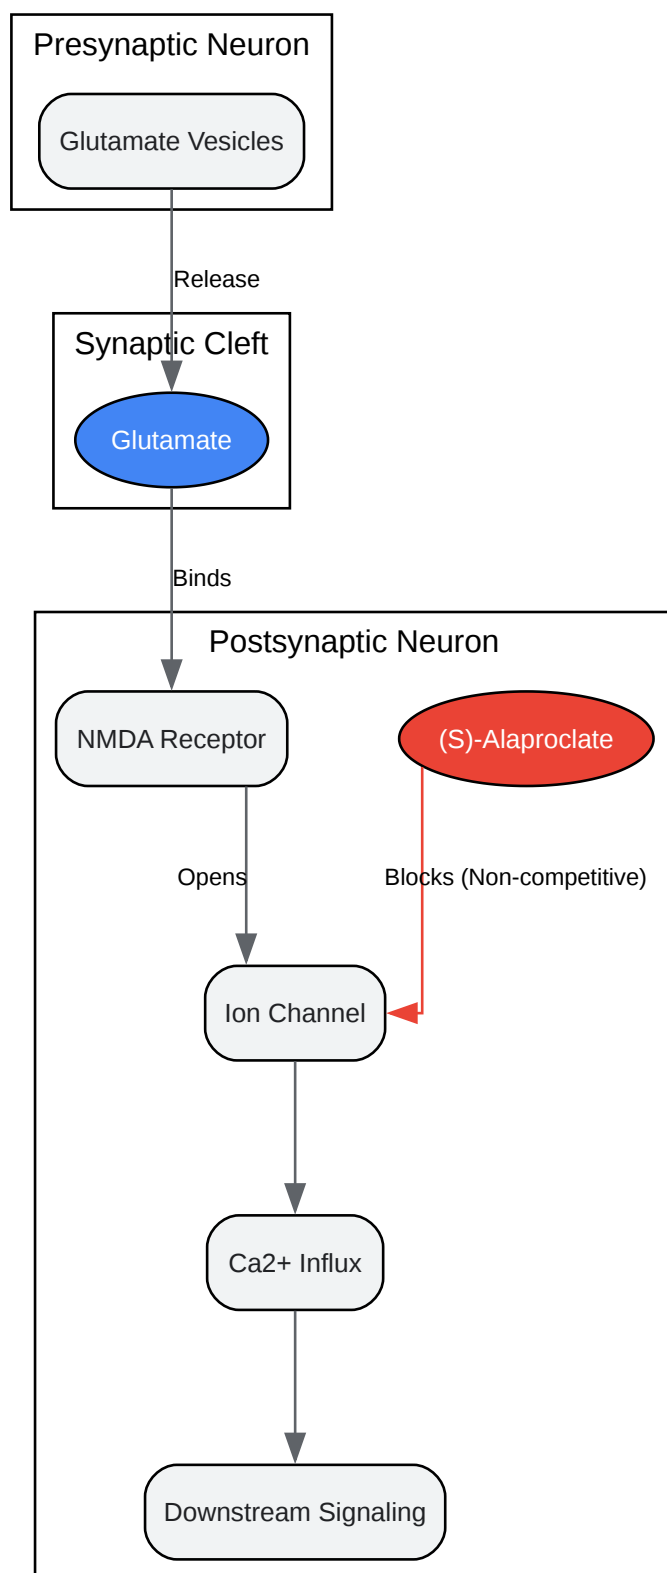 Presynaptic Neuron
Glutamate Vesicles
Release
Synaptic Cleft
Glutamate
Binds
Postsynaptic Neuron
NMDA Receptor
(S)-Alaproclate
Opens
Blocks (Non-competitive)
Ion Channel
Ca2+ Influx
Downstream Signaling